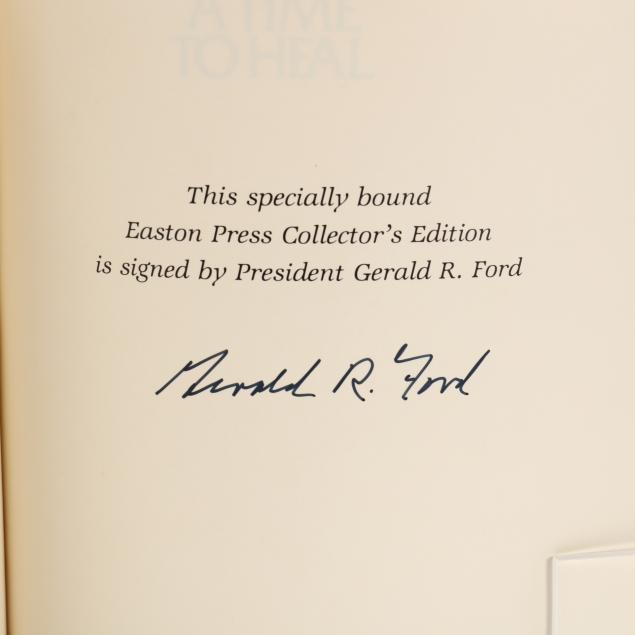 A TIME
TO HEAL
This specially bound
Easton Press Collector's Edition
is signed by President Gerald R. Ford
Gerald R. Ford